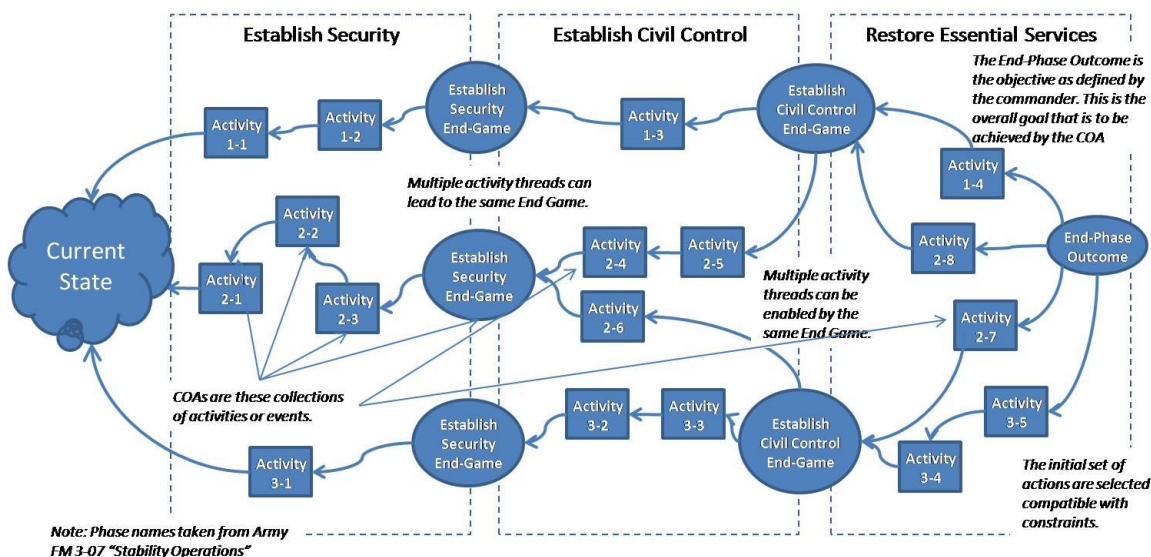 Establish Security
Establish Civil Control
Restore Essential Services
The End-Phase Outcome is
the objective as defined by
the commander. This is the
overall goal that is to be
achieved by the COA
Establish
Security
End-Game
Establish
Civil Control
End-Game
Activity
1-1
Activity
1-2
Activity
1-3
Activity
1-4
Multiple activity threads can
lead to the same End Game.
Current
State
Activity
2-1
Activity
2-2
Activity
2-3
Establish
Security
End-Game
Activity
2-4
Activity
2-5
Activity
2-6
Multiple activity
threads can be
enabled by the
same End Game.
Activity
2-8
End-Phase
Outcome
Activity
2-7
COAs are these collections
of activities or events.
Establish
Security
End-Game
Activity
3-1
Activity
3-2
Activity
3-3
Establish
Civil Control
End-Game
Activity
3-4
Activity
3-5
The initial set of
actions are selected
compatible with
constraints.
Note: Phase names taken from Army
FM 3-07 “Stability Operations”